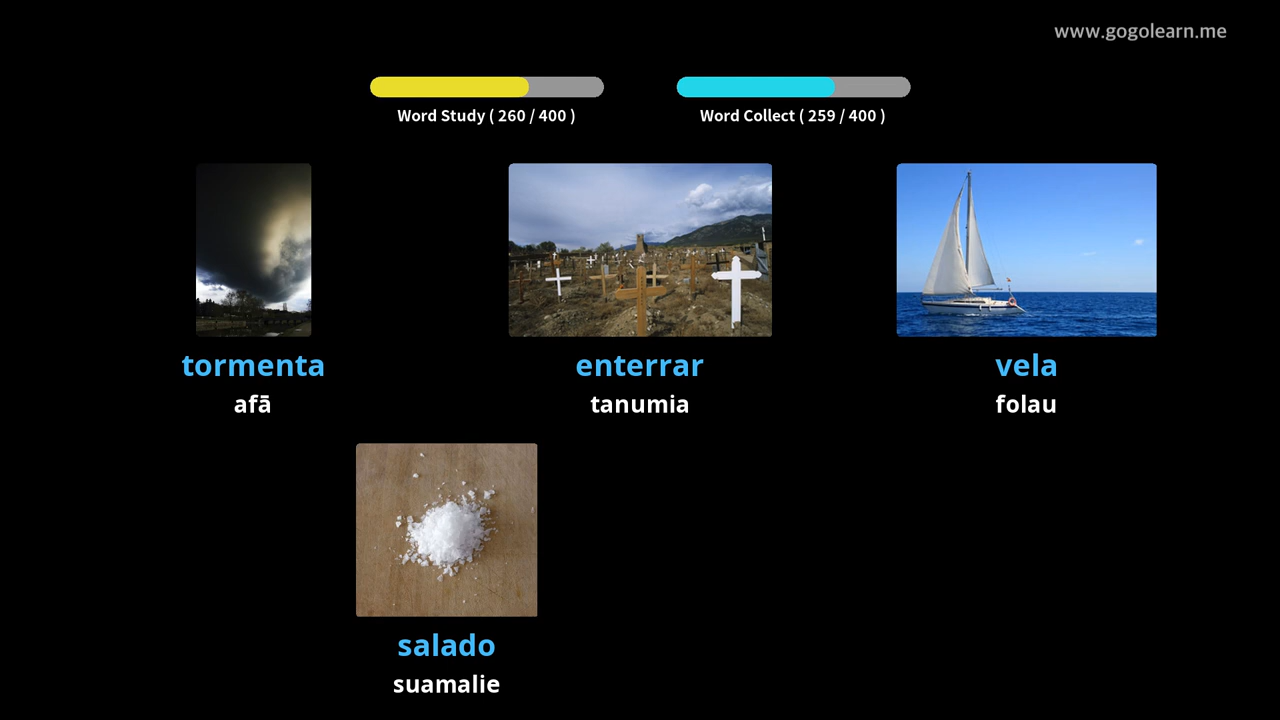 www.gogolearn.me
Word Study ( 260 / 400 )
Word Collect ( 259 / 400 )
tormenta
afā
enterrar
tanumia
vela
folau
salado
suamalie